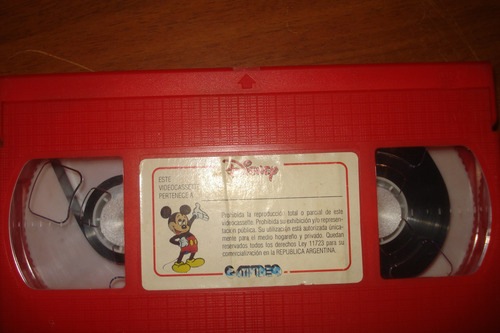 Disney
ESTE
VIDEOCASSETTE
PERTENECE A
Prohibida la reproducción total o parcial de este
videocassette. Prohibida su exhibición y/o represen-
tación pública. Su utilización está autorizada única-
mente para el medio hogareño y privado. Quedan
reservados todos los derechos Ley 11723 para su
comercialización en la REPUBLICA ARGENTINA.